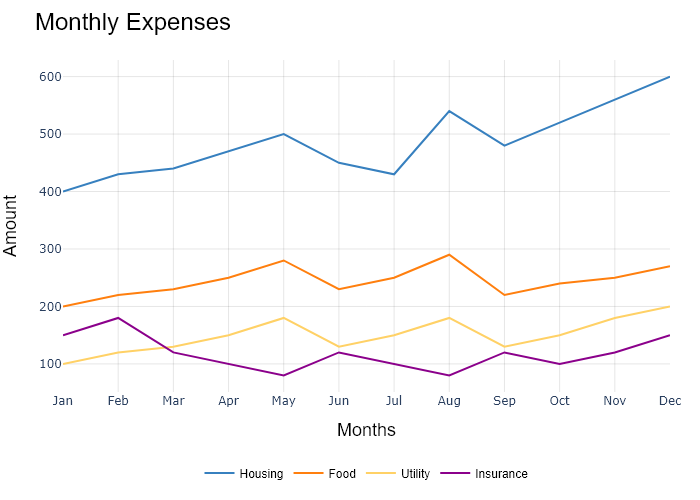 Monthly Expenses
Amount
600
500
400
300
200
100
Jan Feb Mar Apr May Jun Jul Aug Sep Oct Nov Dec
Months
Housing Food Utility Insurance